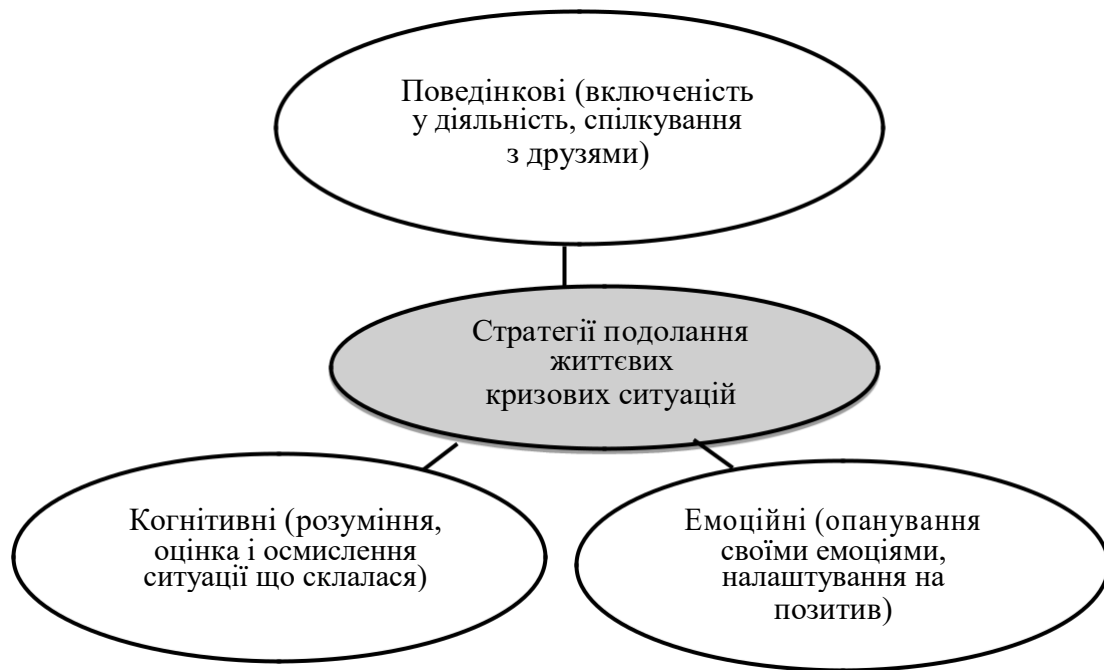 Поведінкові (включеність
у діяльність, спілкування
з друзями)
Стратегії подолання
життєвих
кризових ситуацій
Когнітивні (розуміння,
оцінка і осмислення
ситуації що склалася)
Емоційні (опанування
своїми емоціями,
налаштування на
позитив)